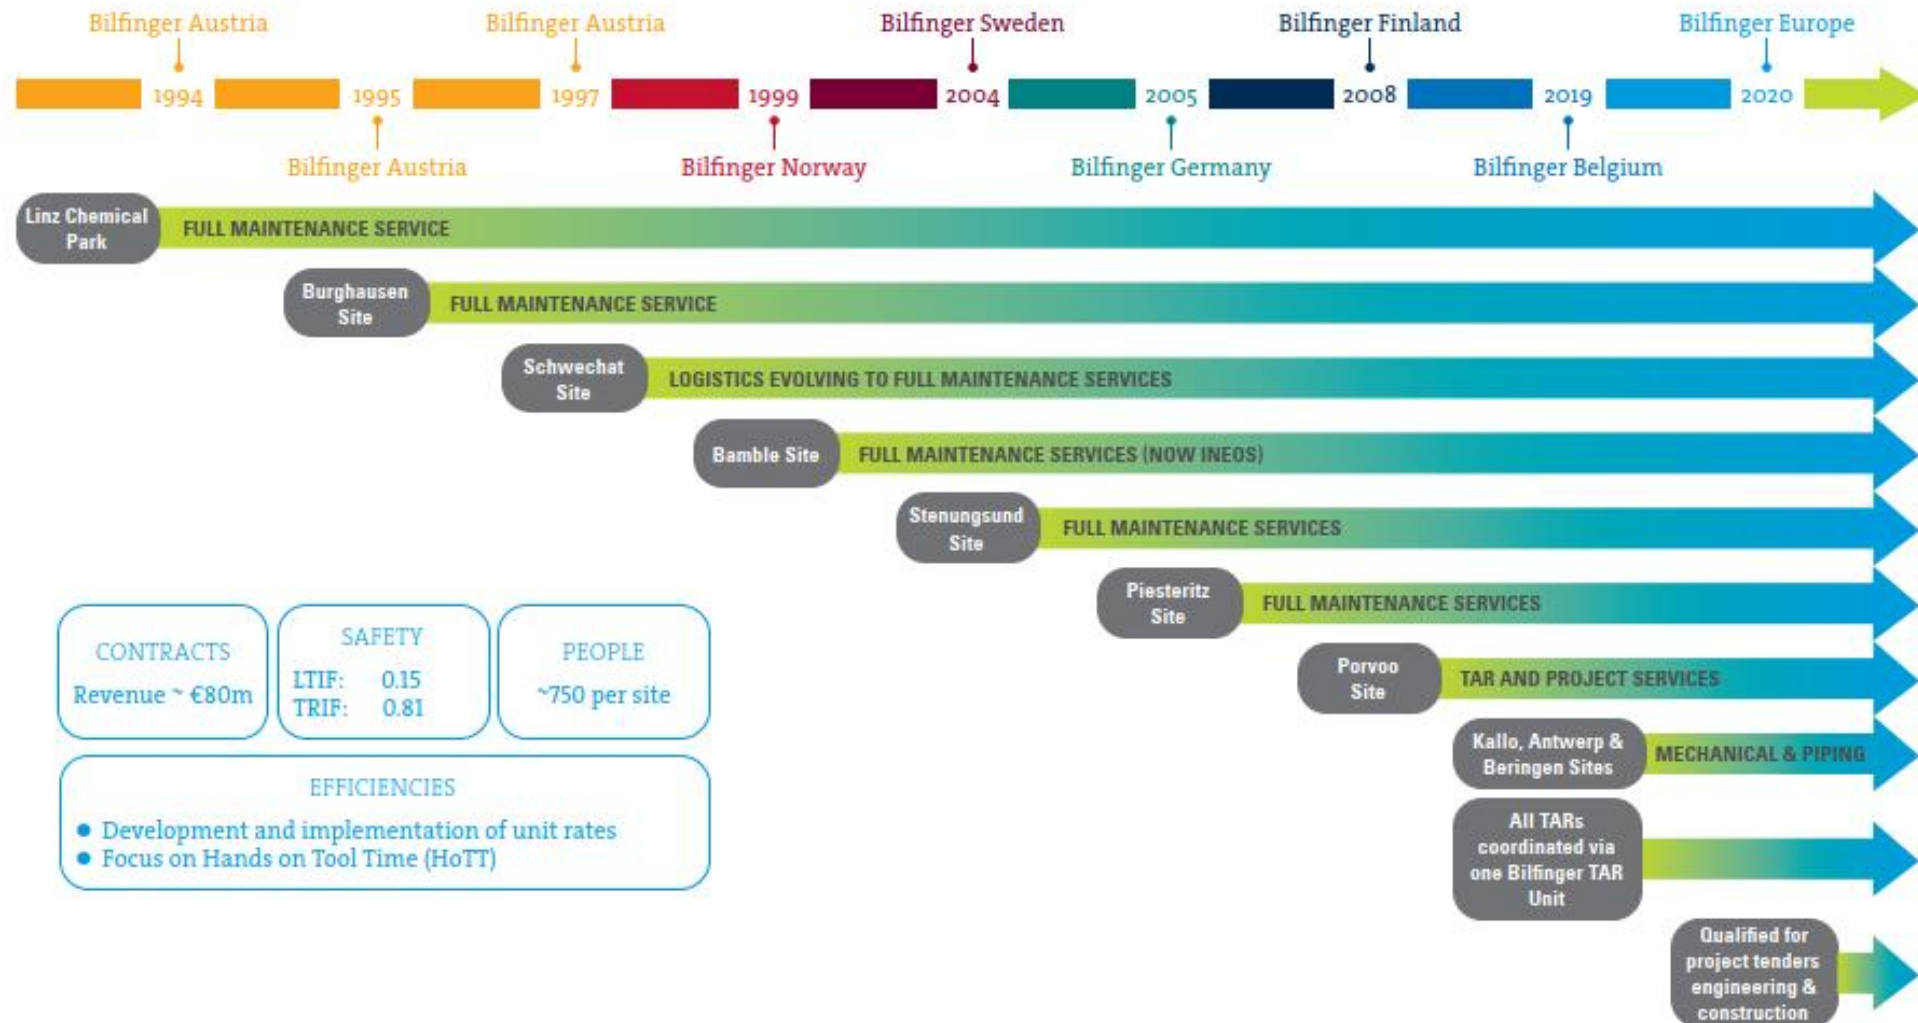 Bilfinger Austria
Bilfinger Austria
Bilfinger Sweden
Bilfinger Finland
Bilfinger Europe
1994
1995
1997
1999
2004
2005
2008
2019
2020
Bilfinger Austria
Bilfinger Norway
Bilfinger Germany
Bilfinger Belgium
Linz Chemical
Park
FULL MAINTENANCE SERVICE
Burghausen
Site
FULL MAINTENANCE SERVICE
Schwechat
Site
LOGISTICS EVOLVING TO FULL MAINTENANCE SERVICES
Bamble Site
FULL MAINTENANCE SERVICES (NOW INEOS)
Stenungsund
Site
FULL MAINTENANCE SERVICES
Piesteritz
Site
FULL MAINTENANCE SERVICES
Porvoo
Site
TAR AND PROJECT SERVICES
Kallo, Antwerp &
Beringen Sites
MECHANICAL & PIPING
All TARs
coordinated via
one Bilfinger TAR
Unit
Qualified for
project tenders
engineering &
construction
CONTRACTS
Revenue ~ €80m
SAFETY
LTIF: 0.15
TRIF: 0.81
PEOPLE
~750 per site
EFFICIENCIES
● Development and implementation of unit rates
● Focus on Hands on Tool Time (HoTT)